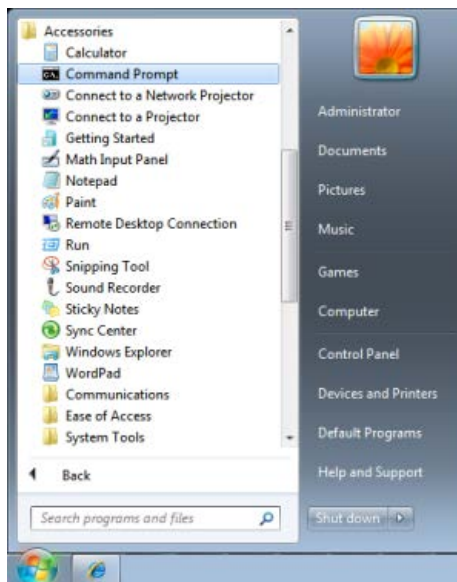 Accessories
Calculator
Command Prompt
Connect to a Network Projector
Connect to a Projector
Getting Started
Math Input Panel
Notepad
Paint
Remote Desktop Connection
Run
Snipping Tool
Sound Recorder
Sticky Notes
Sync Center
Windows Explorer
WordPad
Communications
Ease of Access
System Tools
Back
Search programs and files
Administrator
Documents
Pictures
Music
Games
Computer
Control Panel
Devices and Printers
Default Programs
Help and Support
Shut down